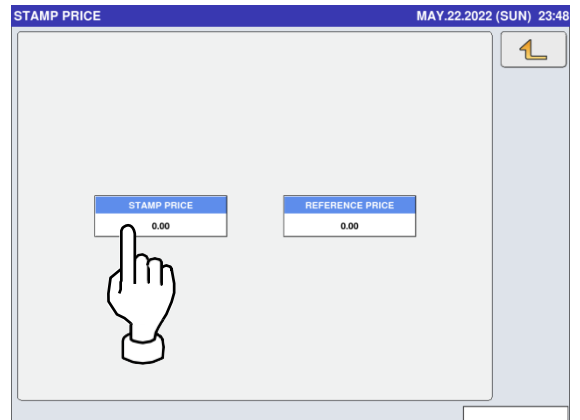 STAMP PRICE MAY.22.2022 (SUN) 23:48
STAMP PRICE REFERENCE PRICE
0.00 0.00